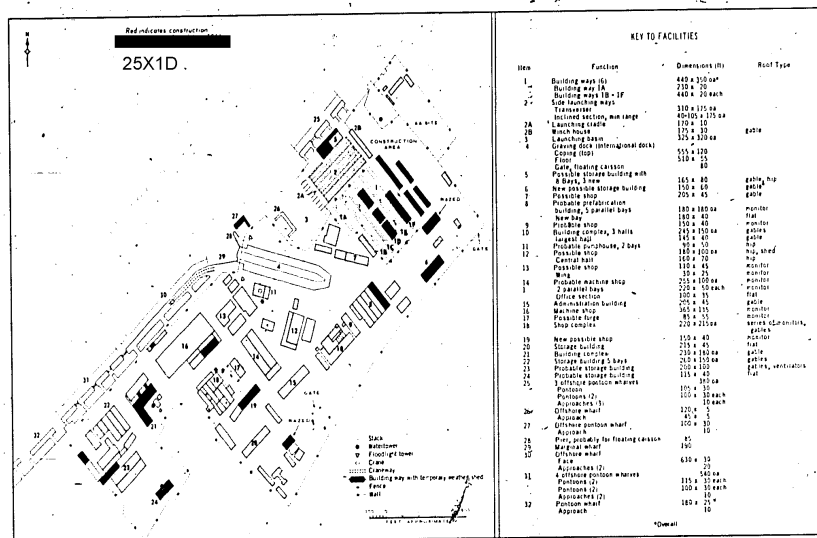 Red indicates construction
25X1D
N
CONSTRUCTION AREA
AA SITE
RAZED
GATE
GATE
RAZED
Stack
Watertower
Floodlight tower
Crane
Craneway
Building way with temporary weather shed
Fence
Wall
FEET APPROXIMATE
KEY TO FACILITIES
Item Function Dimensions (ft) Roof Type
1 Building ways (6) 440 x 350 oa*
Building way 1A 230 x 20
Building ways 1B - 1F 440 x 20 each
2 Side launching ways
Transverser 310 x 175 oa
Inclined section, min range 40-105 x 175 oa
2A Launching cradle 170 x 10
2B Winch house 175 x 30 gable
3 Launching basin 325 x 320 oa
4 Graving dock (International dock)
Coping (top) 555 x 120
Floor 510 x 55
Gate, floating caisson 80
5 Possible storage building with
8 Bays, 3 new 165 x 80 gable, hip
6 New possible storage building 150 x 60 gable
7 Possible shop 205 x 45 gable
8 Probable prefabrication
building, 5 parallel bays 180 x 180 oa monitor
New bay 180 x 40 flat
9 Probable shop 150 x 40 monitor
10 Building complex, 3 halls 245 x 150 oa gables
largest hall 145 x 40 gable
11 Probable pumphouse, 2 bays 90 x 50 hip
12 Possible shop 180 x 100 oa hip, shed
Central hall 160 x 70 hip
13 Possible shop 110 x 45 monitor
Wing 30 x 25 monitor
14 Probable machine shop 255 x 100 oa monitor
2 parallel bays 220 x 50 each monitor
Office section 100 x 35 flat
15 Administration building 205 x 45 gable
16 Machine shop 365 x 135 monitor
17 Possible forge 85 x 55 monitor
18 Shop complex 220 x 215 oa series of monitors,
gables
19 New possible shop 150 x 40 monitor
20 Storage building 215 x 45 flat
21 Building complex 230 x 180 oa gable
22 Storage building 5 bays 260 x 150 oa gables
23 Probable storage building 200 x 100 gables, ventilators
24 Probable storage building 115 x 40 flat
25 3 offshore pontoon wharves 380 oa
Pontoon 105 x 30
Pontoons (2) 100 x 30 each
Approaches (3) 10 each
26 Offshore wharf 120 x 5
Approach 45 x 5
27 Offshore pontoon wharf 100 x 30
Approach 10
28 Pier, probably for floating caisson 85
29 Marginal wharf 190
30 Offshore wharf
Face 630 x 30
Approaches (2) 20
31 4 offshore pontoon wharves 540 oa
Pontoons (2) 115 x 30 each
Pontoons (2) 100 x 30 each
Approaches (2) 10
32 Pontoon wharf 180 x 25
Approach 10
*Overall